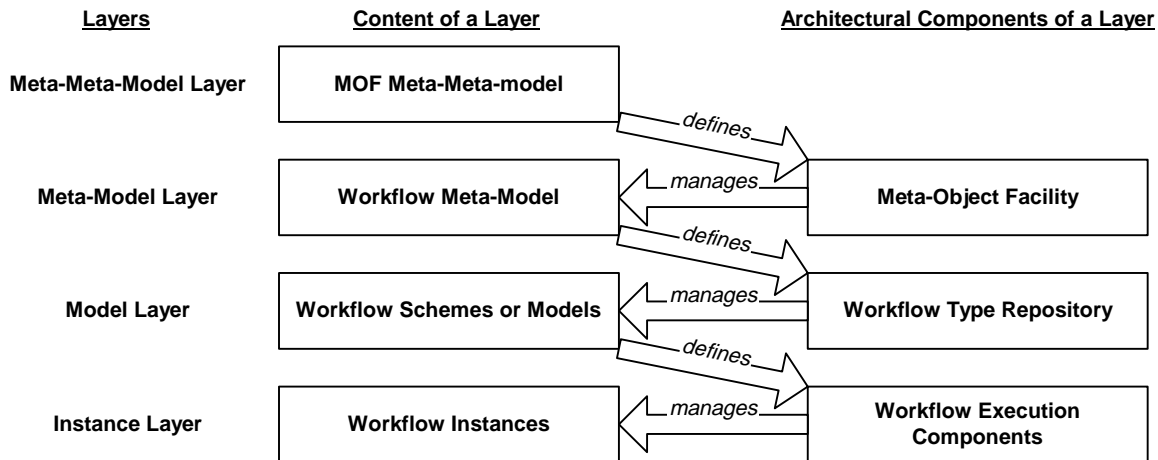 Layers Content of a Layer Architectural Components of a Layer
Meta-Meta-Model Layer MOF Meta-Meta-model
defines
Meta-Model Layer Workflow Meta-Model manages Meta-Object Facility
defines
Model Layer Workflow Schemes or Models manages Workflow Type Repository
defines
Instance Layer Workflow Instances manages Workflow Execution
Components